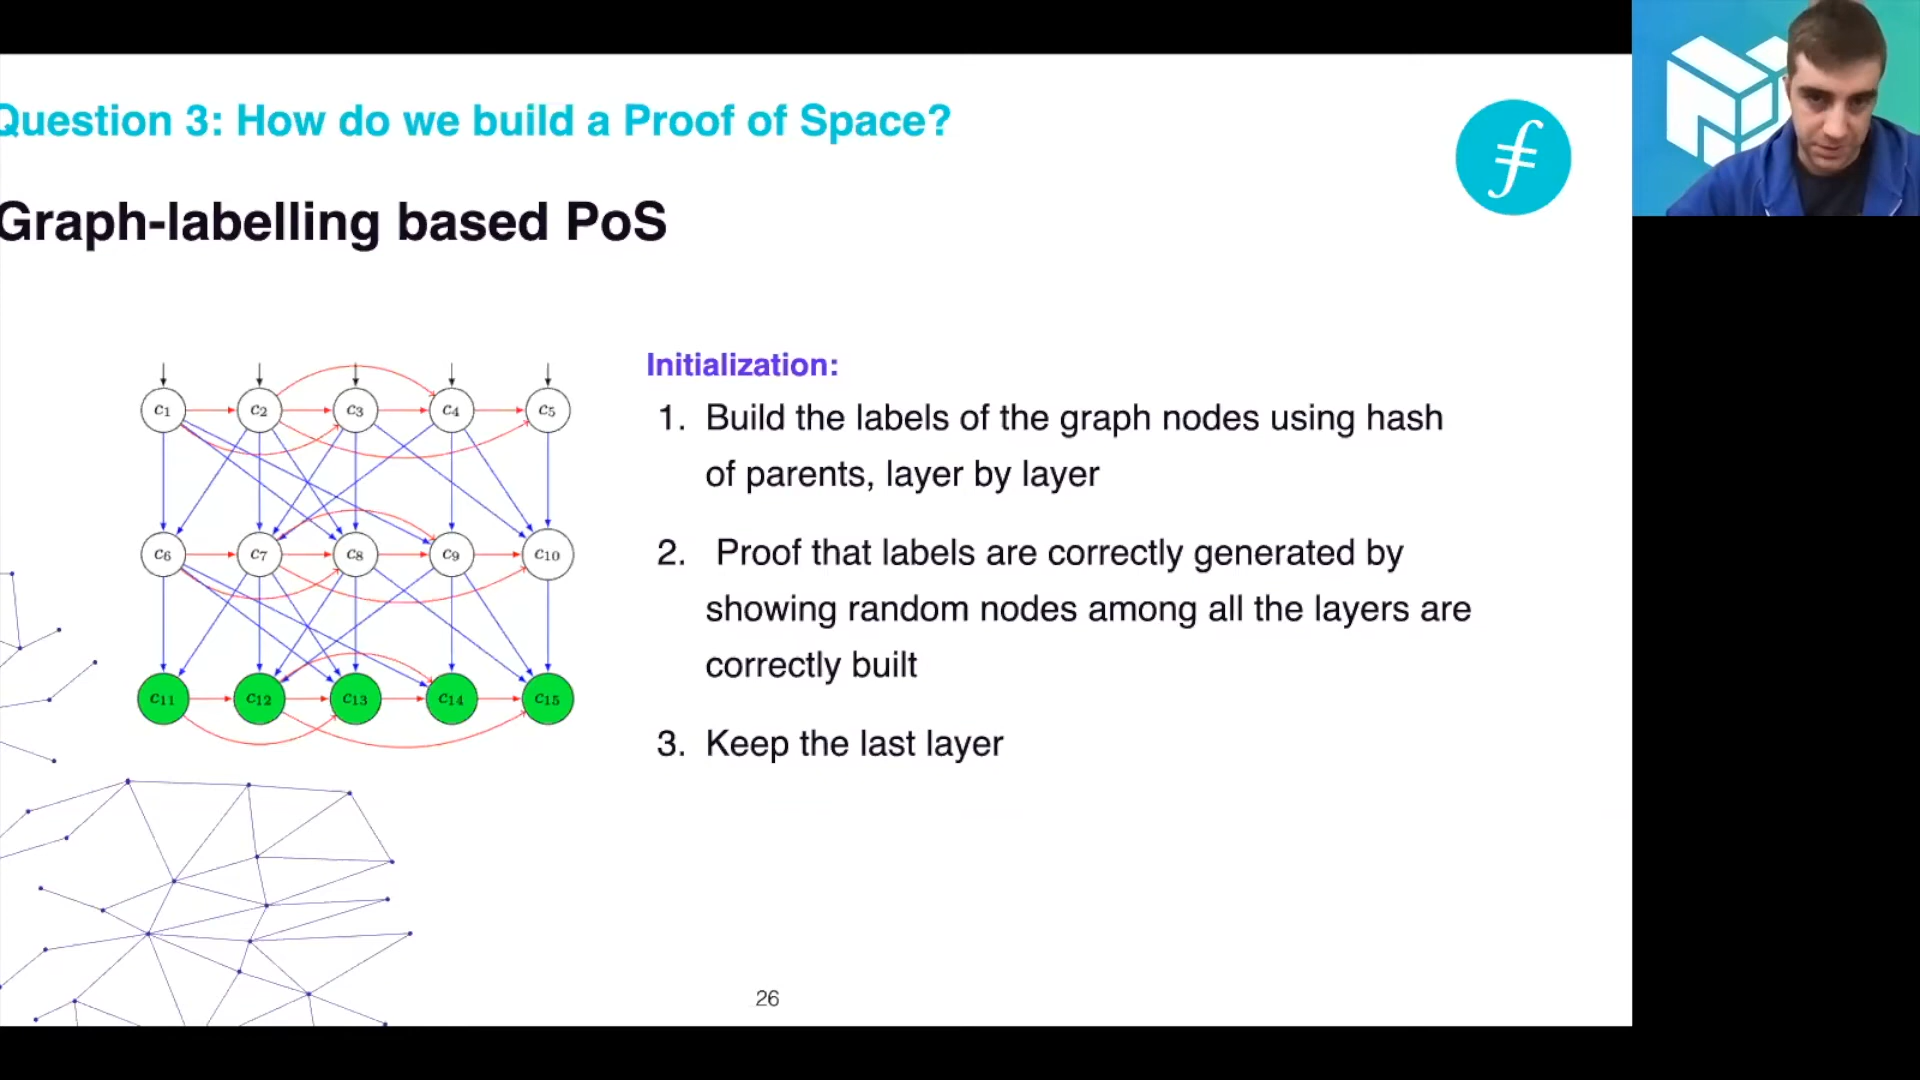 Question 3: How do we build a Proof of Space?
Graph-labelling based PoS
c1 c2 c3 c4 c5
c6 c7 c8 c9 c10
c11 c12 c13 c14 c15
Initialization:
1. Build the labels of the graph nodes using hash
of parents, layer by layer
2. Proof that labels are correctly generated by
showing random nodes among all the layers are
correctly built
3. Keep the last layer
26